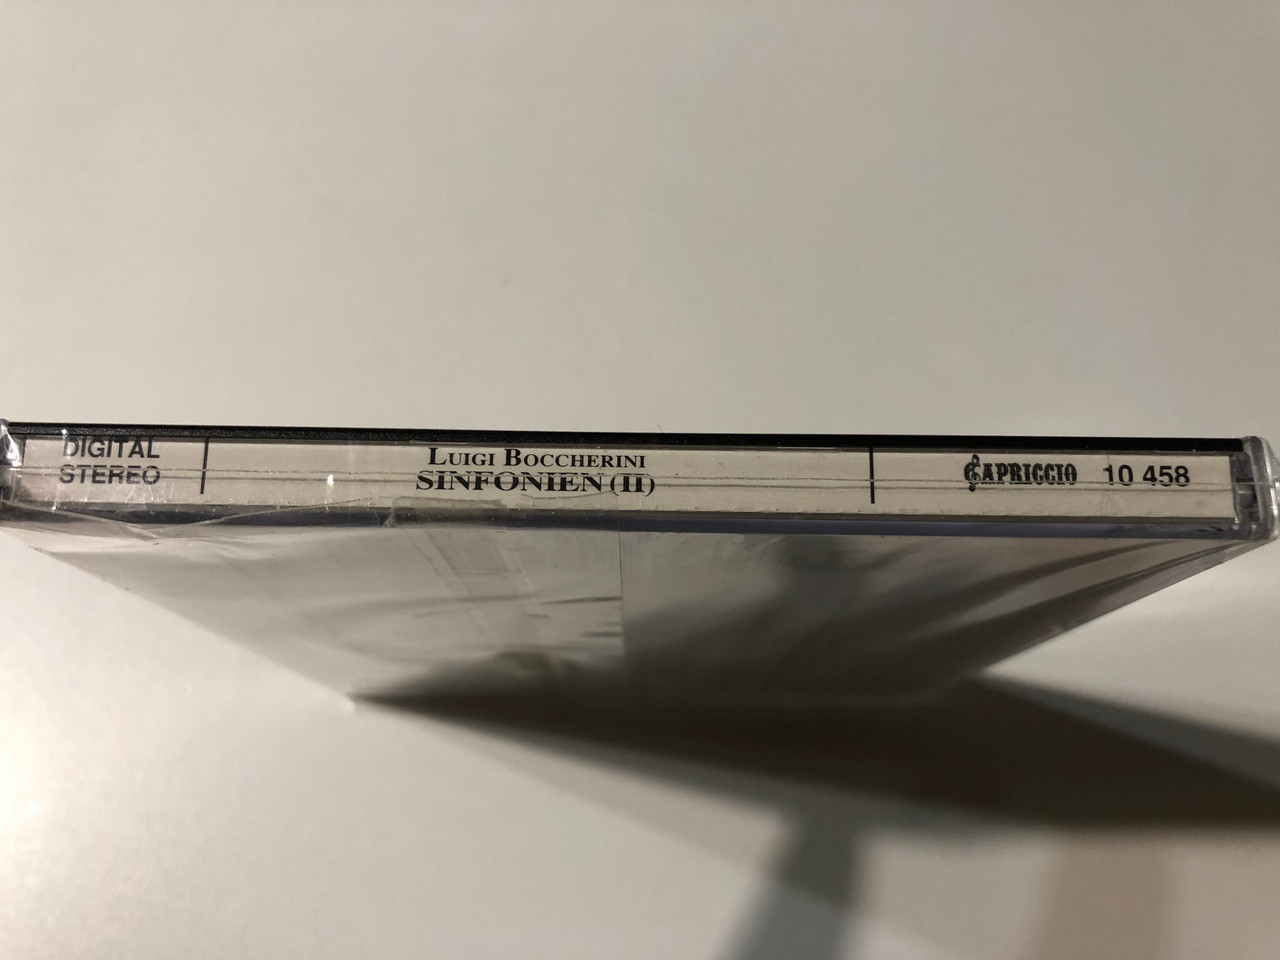 DIGITAL
STEREO
LUIGI BOCCHERINI
SINFONIEN (II)
CAPRICCIO 10 458